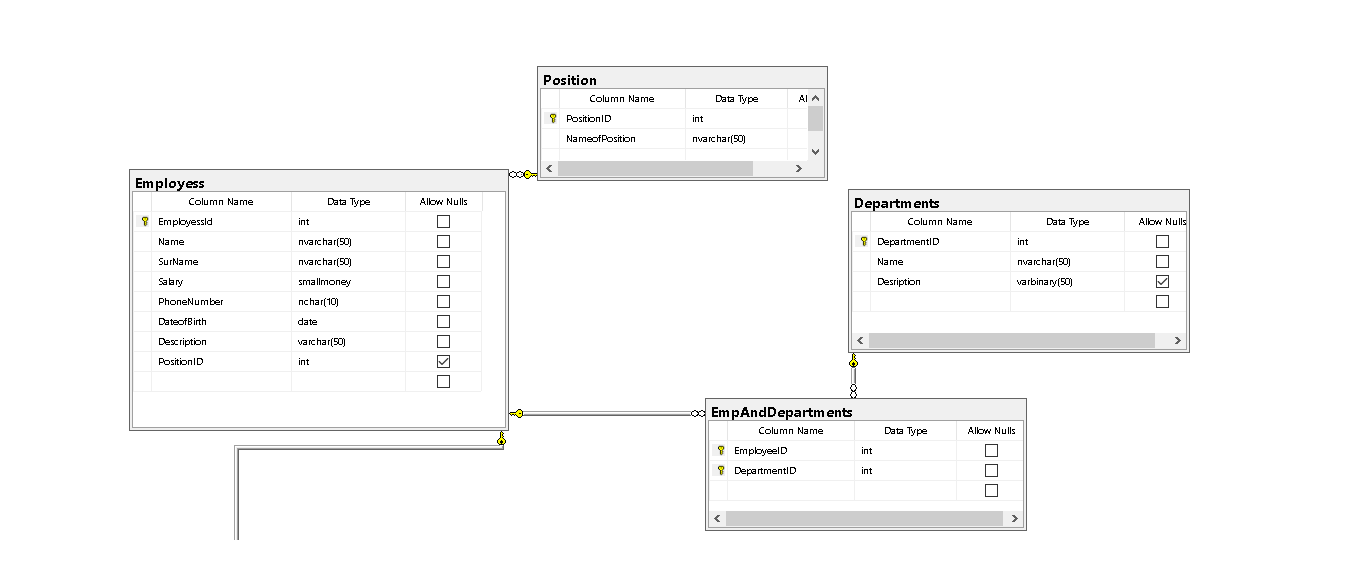 Position
Column Name Data Type Al
PositionID int
NameofPosition nvarchar(50)
Employess
Column Name Data Type Allow Nulls
EmployessId int
Name nvarchar(50)
SurName nvarchar(50)
Salary smallmoney
PhoneNumber nchar(10)
DateofBirth date
Description varchar(50)
PositionID int
Departments
Column Name Data Type Allow Nulls
DepartmentID int
Name nvarchar(50)
Desription varbinary(50)
EmpAndDepartments
Column Name Data Type Allow Nulls
EmployeeID int
DepartmentID int